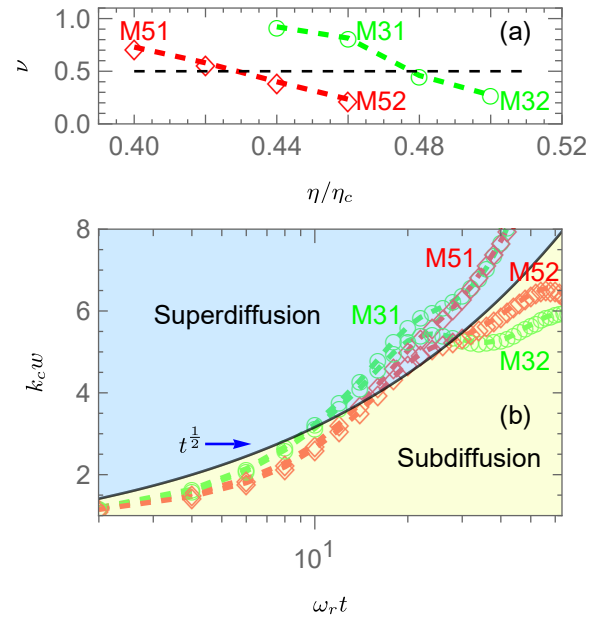 1.0
0.5
0.0
ν
M51
M52
M31
M32
(a)
0.40
0.44
0.48
0.52
η/η_c
8
6
4
2
k_c w
Superdiffusion
M31
M51
M52
M32
t^{1/2}
(b)
Subdiffusion
10^1
ω_r t